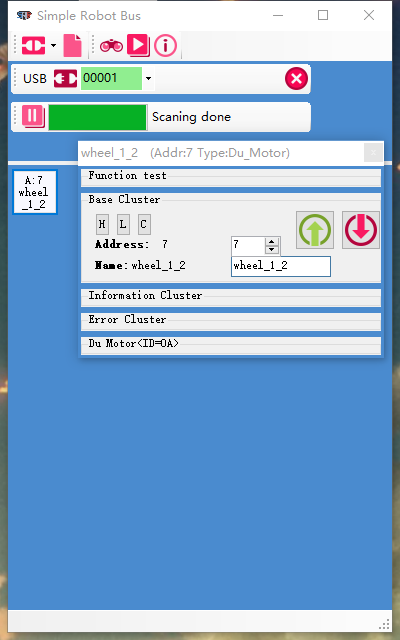 Simple Robot Bus
USB 00001
Scaning done
wheel_1_2 (Addr:7 Type:Du_Motor)
A:7
wheel
_1_2
Function test
Base Cluster
H L C
Address: 7 7
Name:wheel_1_2 wheel_1_2
Information Cluster
Error Cluster
Du Motor<ID=0A>